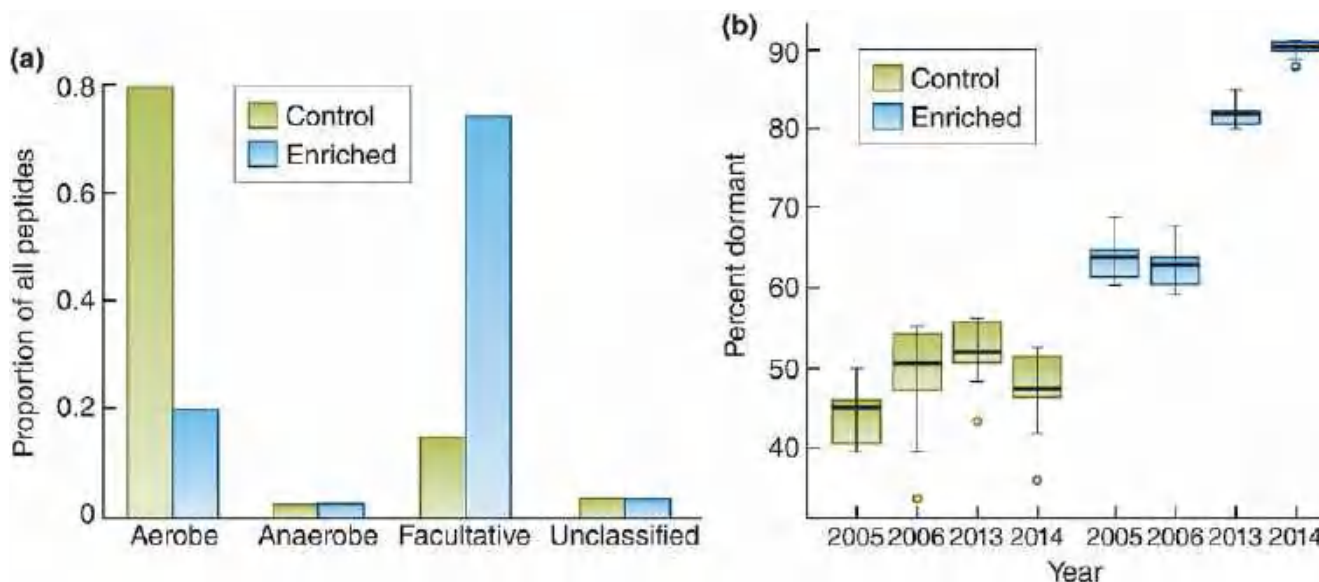 (a)
0.8
0.6
0.4
0.2
0
Proportion of all peptides
Control
Enriched
Aerobe Anaerobe Facultative Unclassified
(b)
90
80
70
60
50
40
Percent dormant
Control
Enriched
2005 2006 2013 2014 2005 2006 2013 2014
Year